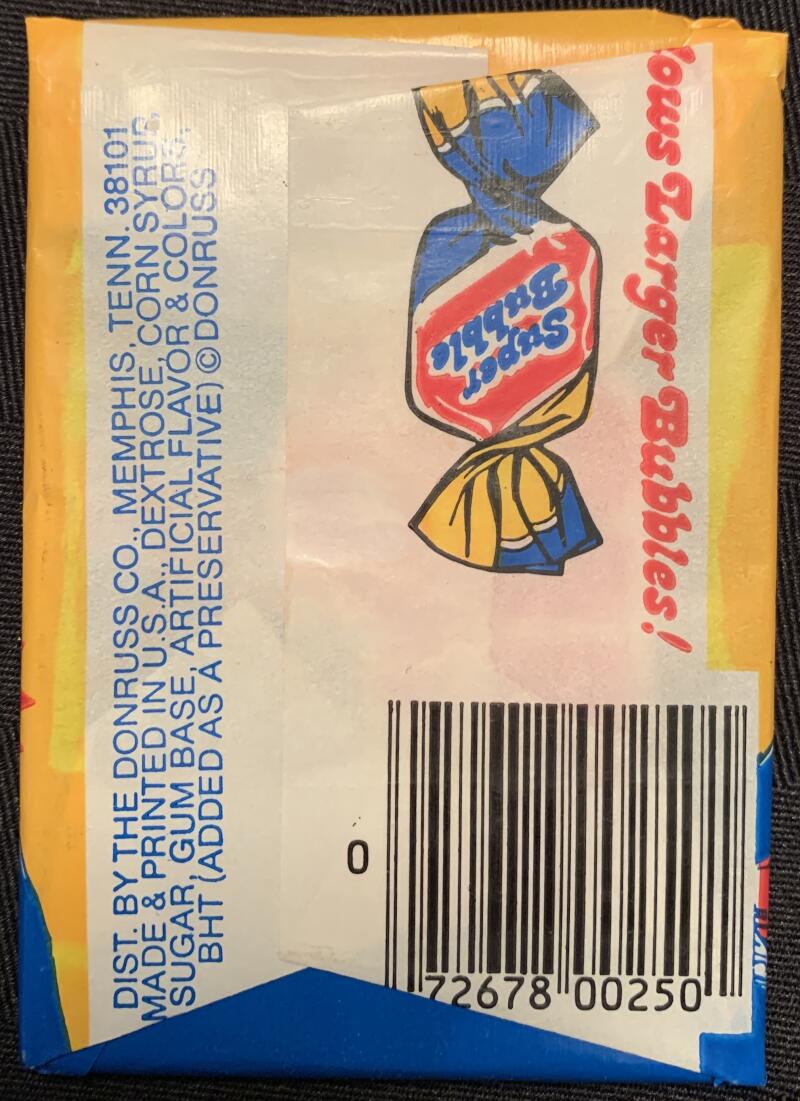 DIST. BY THE DONRUSS CO., MEMPHIS, TENN. 38101
MADE & PRINTED IN U.S.A., DEXTROSE, CORN SYRUP,
SUGAR, GUM BASE, ARTIFICIAL FLAVOR & COLORS,
BHT (ADDED AS A PRESERVATIVE) © DONRUSS
Super
Bubble
ows Larger Bubbles!
0
72678 00250